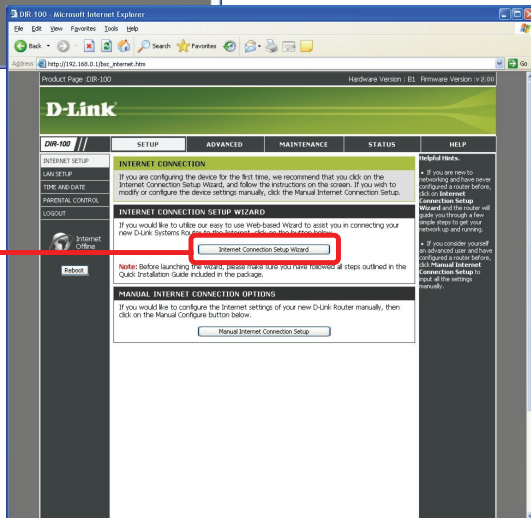 DIR-100 - Microsoft Internet Explorer
File Edit View Favorites Tools Help
Back Search Favorites
Address http://192.168.0.1/bsc_internet.htm Go
Product Page :DIR-100 Hardware Version : B1 Firmware Version :v 2.00
D-Link
DIR-100 SETUP ADVANCED MAINTENANCE STATUS HELP
INTERNET SETUP
LAN SETUP
TIME AND DATE
PARENTAL CONTROL
LOGOUT
Internet
Offline
Reboot
INTERNET CONNECTION
If you are configuring the device for the first time, we recommend that you click on the
Internet Connection Setup Wizard, and follow the instructions on the screen. If you wish to
modify or configure the device settings manually, click the Manual Internet Connection Setup.
INTERNET CONNECTION SETUP WIZARD
If you would like to utilize our easy to use Web-based Wizard to assist you in connecting your
new D-Link Systems Router to the Internet, click on the button below.
Internet Connection Setup Wizard
Note: Before launching the wizard, please make sure you have followed all steps outlined in the
Quick Installation Guide included in the package.
MANUAL INTERNET CONNECTION OPTIONS
If you would like to configure the Internet settings of your new D-Link Router manually, then
click on the Manual Configure button below.
Manual Internet Connection Setup
Helpful Hints.
• If you are new to
networking and have never
configured a router before,
click on Internet
Connection Setup
Wizard and the router will
guide you through a few
simple steps to get your
network up and running.
• If you consider yourself
an advanced user and have
configured a router before,
click Manual Internet
Connection Setup to
input all the settings
manually.